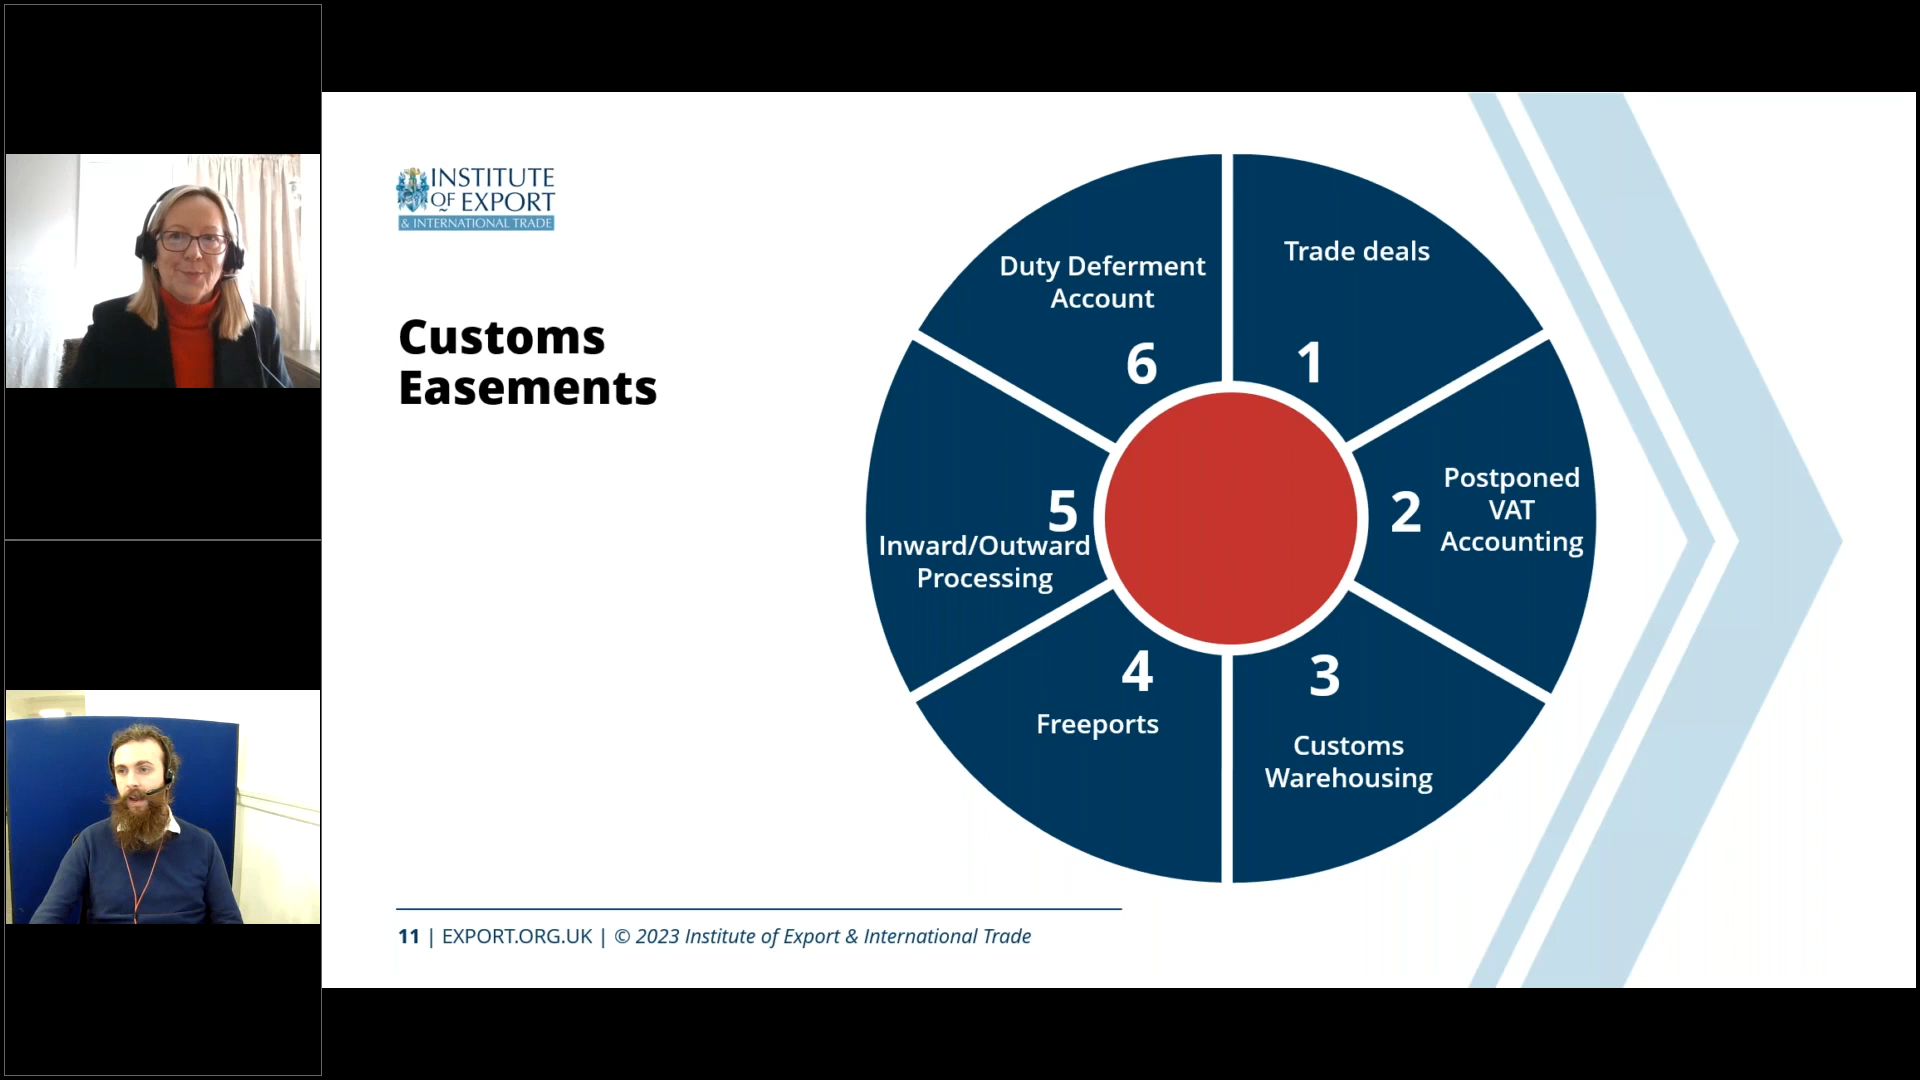 INSTITUTE
OF EXPORT
& INTERNATIONAL TRADE
Customs
Easements
Trade deals
1
2
Postponed
VAT
Accounting
3
Customs
Warehousing
4
Freeports
5
Inward/Outward
Processing
Duty Deferment
Account
6
11 | EXPORT.ORG.UK | © 2023 Institute of Export & International Trade